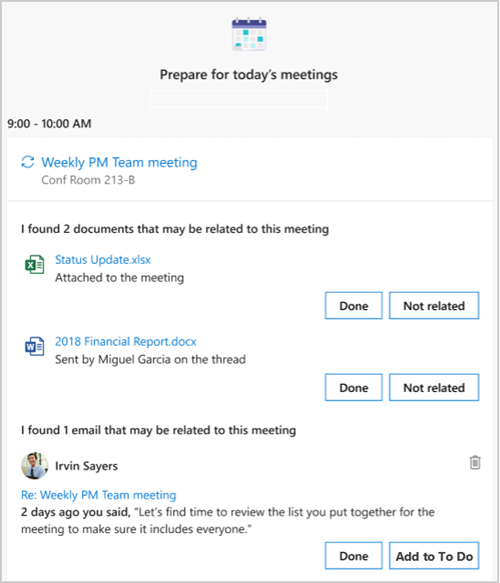 Prepare for today's meetings
9:00 - 10:00 AM
Weekly PM Team meeting
Conf Room 213-B
I found 2 documents that may be related to this meeting
Status Update.xlsx
Attached to the meeting
Done Not related
2018 Financial Report.docx
Sent by Miguel Garcia on the thread
Done Not related
I found 1 email that may be related to this meeting
Irvin Sayers
Re: Weekly PM Team meeting
2 days ago you said, “Let's find time to review the list you put together for the
meeting to make sure it includes everyone.”
Done Add to To Do